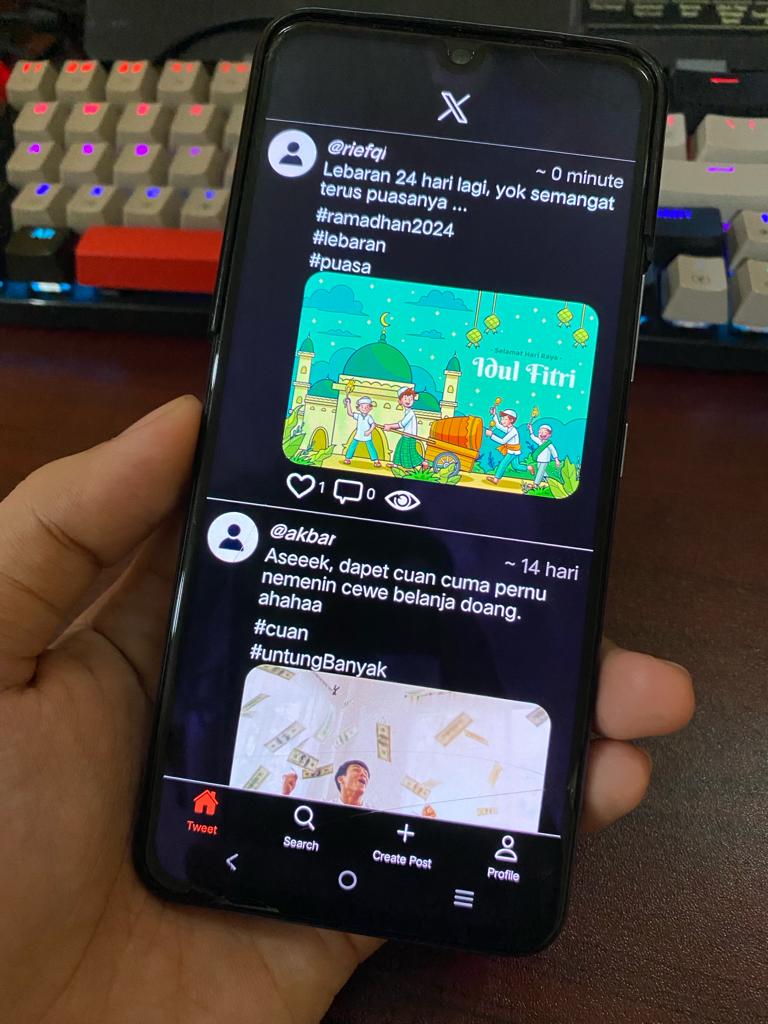 X
@riefqi
~ 0 minute
Lebaran 24 hari lagi, yok semangat
terus puasanya ...
#ramadhan2024
#lebaran
#puasa
- Selamat Hari Raya -
Idul Fitri
1 0
@akbar
~ 14 hari
Aseeek, dapet cuan cuma pernu
nemenin cewe belanja doang.
ahahaa
#cuan
#untungBanyak
Tweet
Search
Create Post
Profile